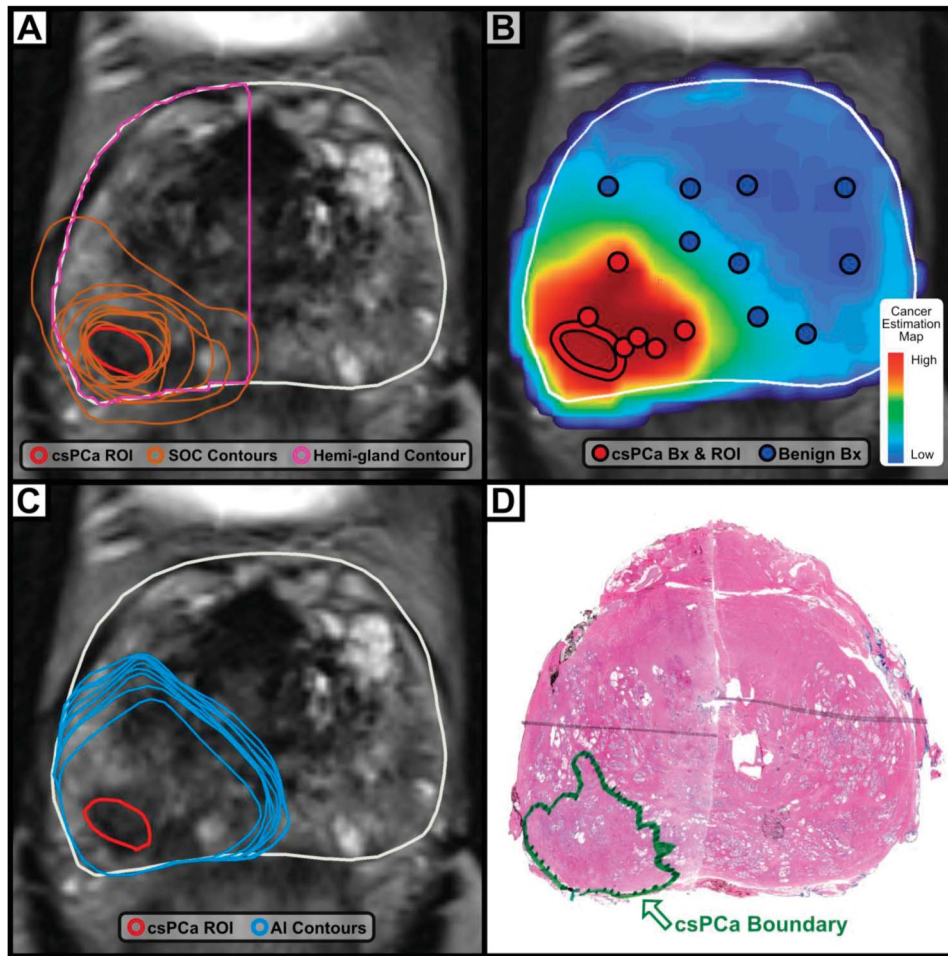 A
csPCa ROI SOC Contours Hemi-gland Contour
B
Cancer
Estimation
Map
High
Low
csPCa Bx & ROI Benign Bx
C
csPCa ROI AI Contours
D
csPCa Boundary